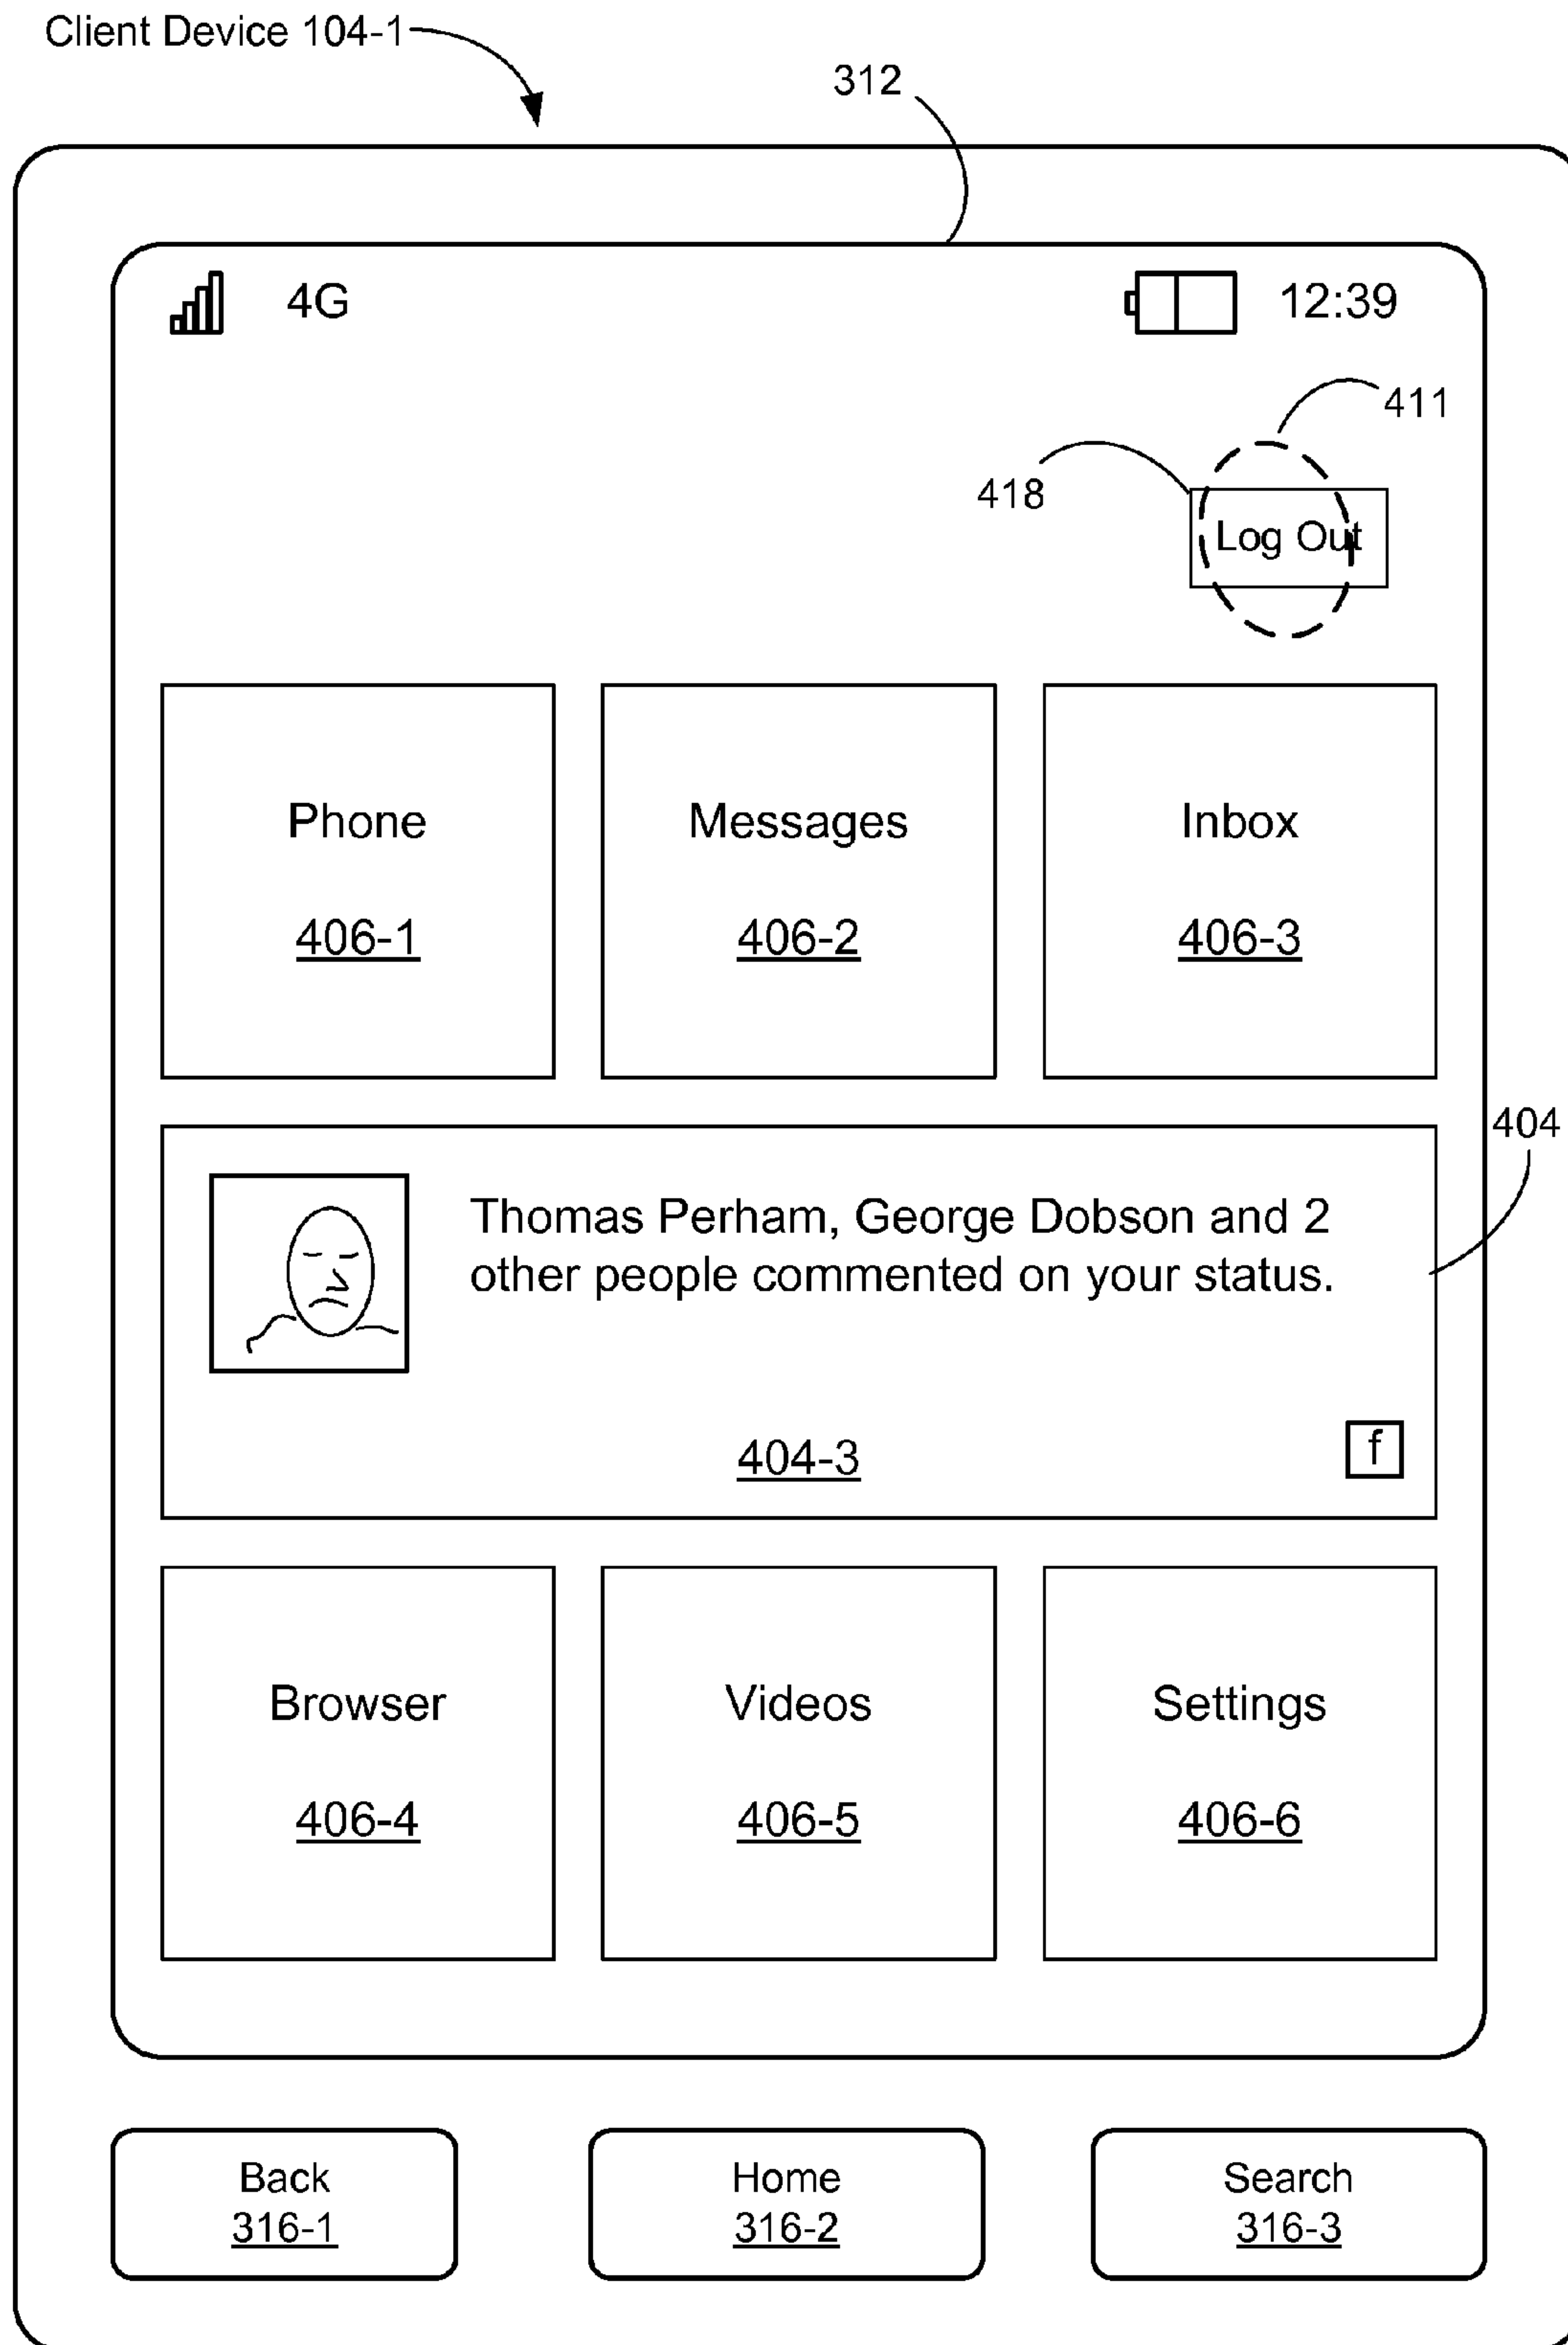 Client Device 104-1
312
4G
12:39
411
418
Log Out
Phone
406-1
Messages
406-2
Inbox
406-3
404
Thomas Perham, George Dobson and 2
other people commented on your status.
404-3
f
Browser
406-4
Videos
406-5
Settings
406-6
Back
316-1
Home
316-2
Search
316-3